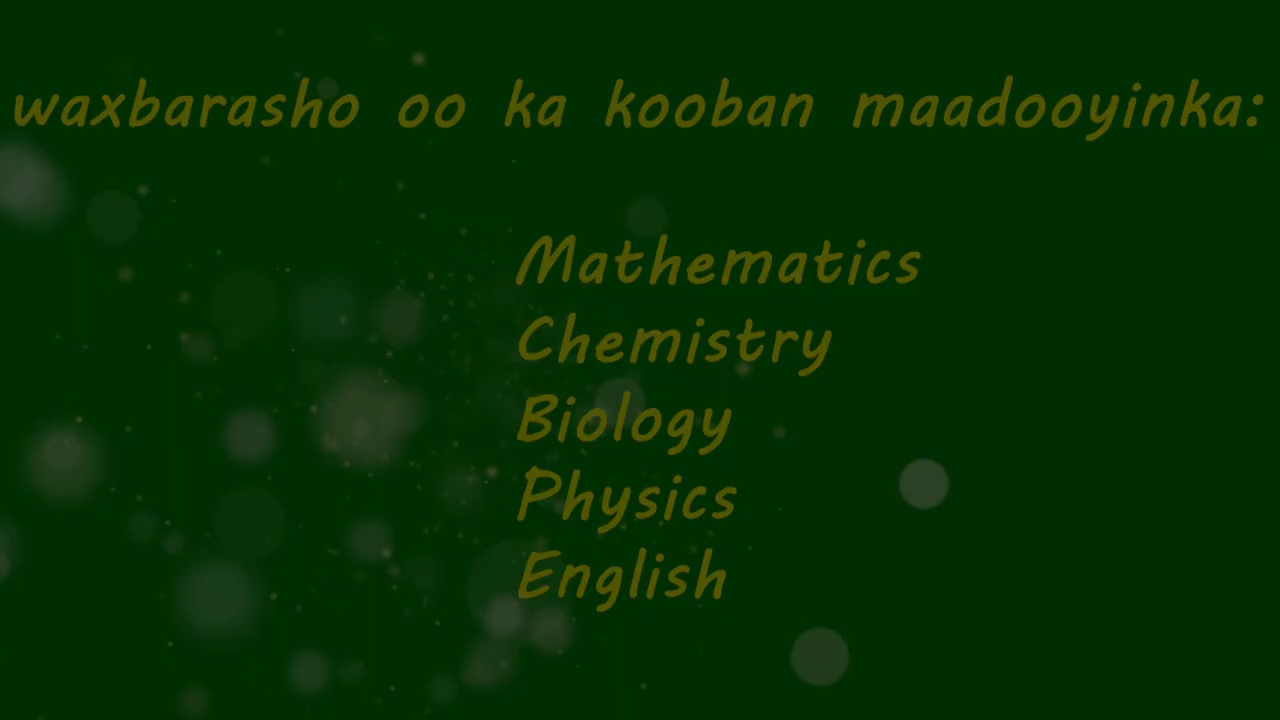 waxbarasho oo ka kooban maadooyinka:
Mathematics
Chemistry
Biology
Physics
English